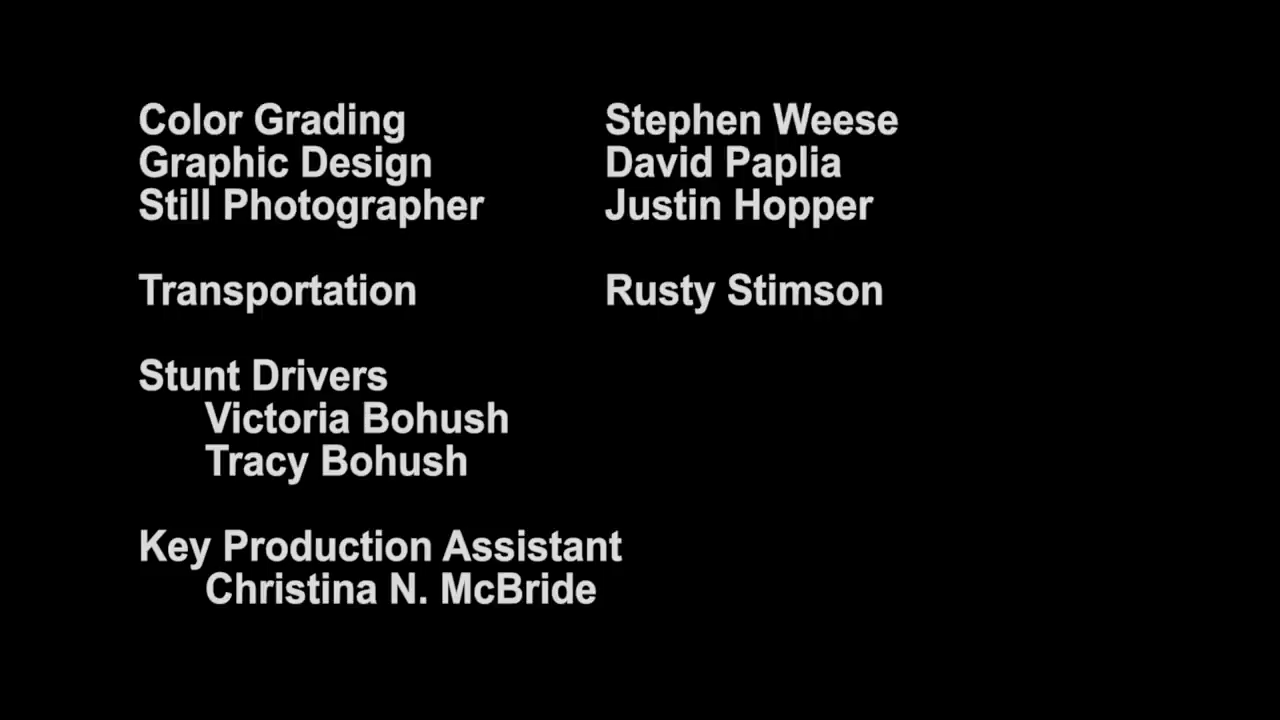 Color Grading Stephen Weese
Graphic Design David Paplia
Still Photographer Justin Hopper
Transportation Rusty Stimson
Stunt Drivers
Victoria Bohush
Tracy Bohush
Key Production Assistant
Christina N. McBride